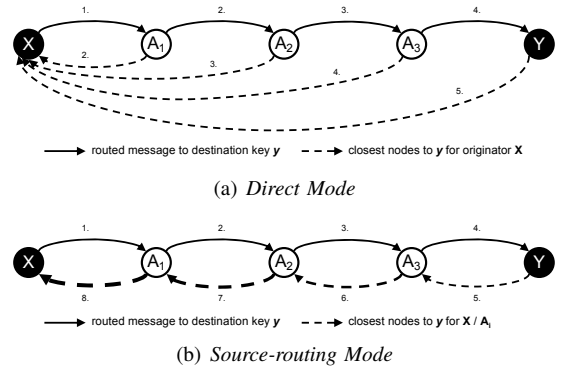 1. 2. 3. 4.
X A1 A2 A3 Y
2. 3. 4. 5.
routed message to destination key y closest nodes to y for originator X
(a) Direct Mode
1. 2. 3. 4.
X A1 A2 A3 Y
8. 7. 6. 5.
routed message to destination key y closest nodes to y for X / Ai
(b) Source-routing Mode